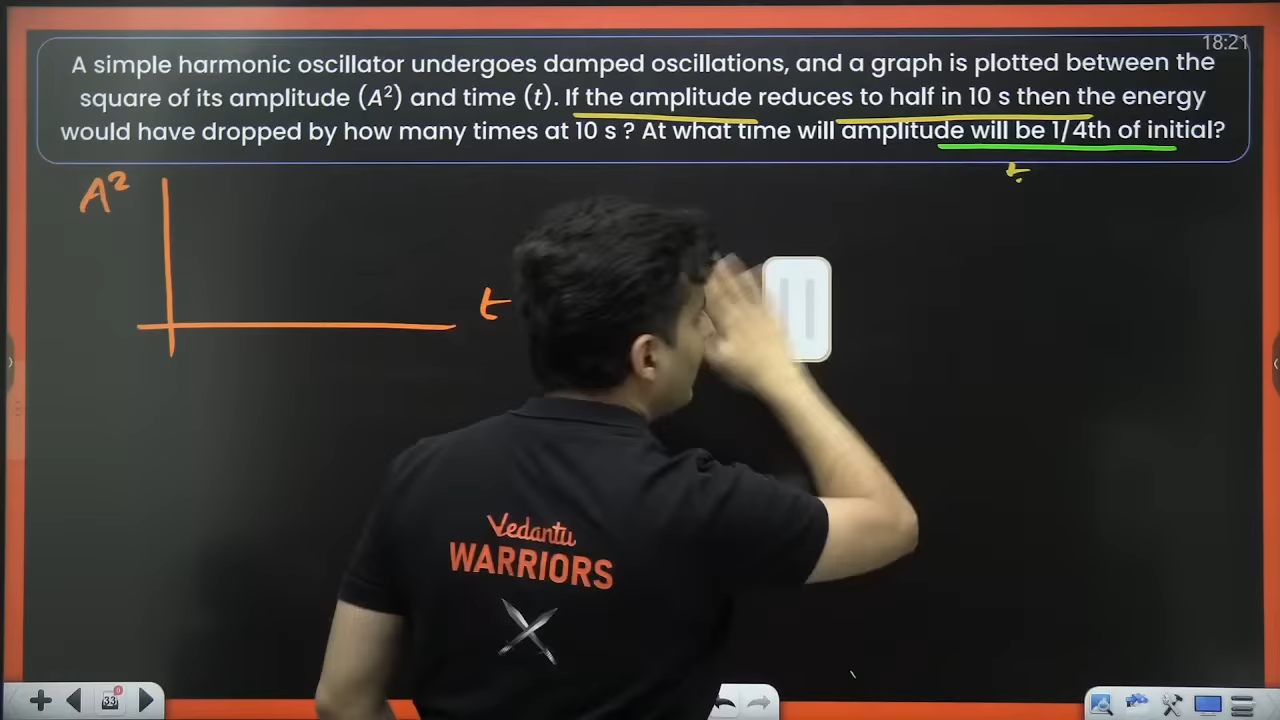 18:21
A simple harmonic oscillator undergoes damped oscillations, and a graph is plotted between the
square of its amplitude (A²) and time (t). If the amplitude reduces to half in 10 s then the energy
would have dropped by how many times at 10 s ? At what time will amplitude will be 1/4th of initial?
t
A²
t
Vedantu
WARRIORS
33